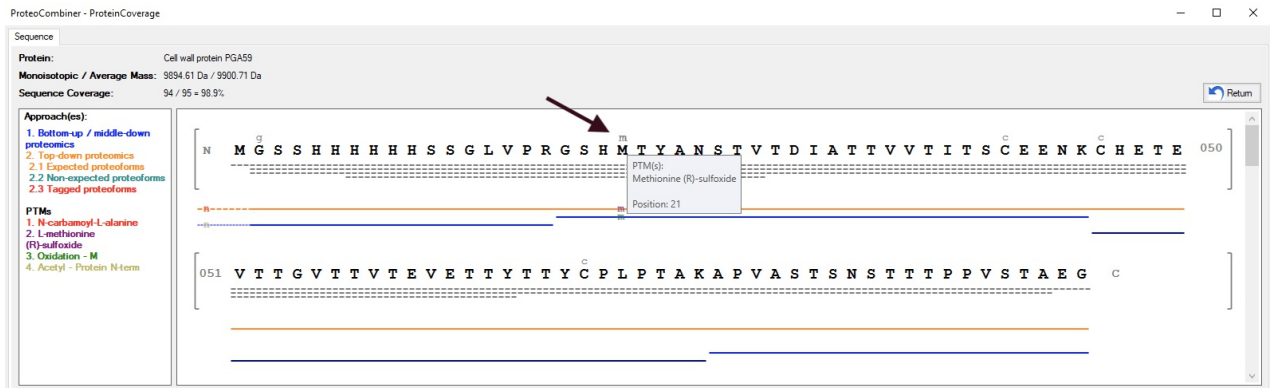 ProteoCombiner - ProteinCoverage
Sequence
Protein: Cell wall protein PGA59
Monoisotopic / Average Mass: 9894.61 Da / 9900.71 Da
Sequence Coverage: 94 / 95 = 98.9%
Return
Approach(es):
1. Bottom-up / middle-down
proteomics
2. Top-down proteomics
2.1 Expected proteoforms
2.2 Non-expected proteoforms
2.3 Tagged proteoforms
PTMs
1. N-carbamoyl-L-alanine
2. L-methionine
(R)-sulfoxide
3. Oxidation - M
4. Acetyl - Protein N-term
g m c c
N M G S S H H H H H H S S G L V P R G S H M T Y A N S T V T D I A T T V V T I T S C E E N K C H E T E 050
PTM(s):
Methionine (R)-sulfoxide
Position: 21
n m
n m
c
051 V T T G V T T V T E V E T T Y T T Y C P L P T A K A P V A S T S N S T T T P P V S T A E G C